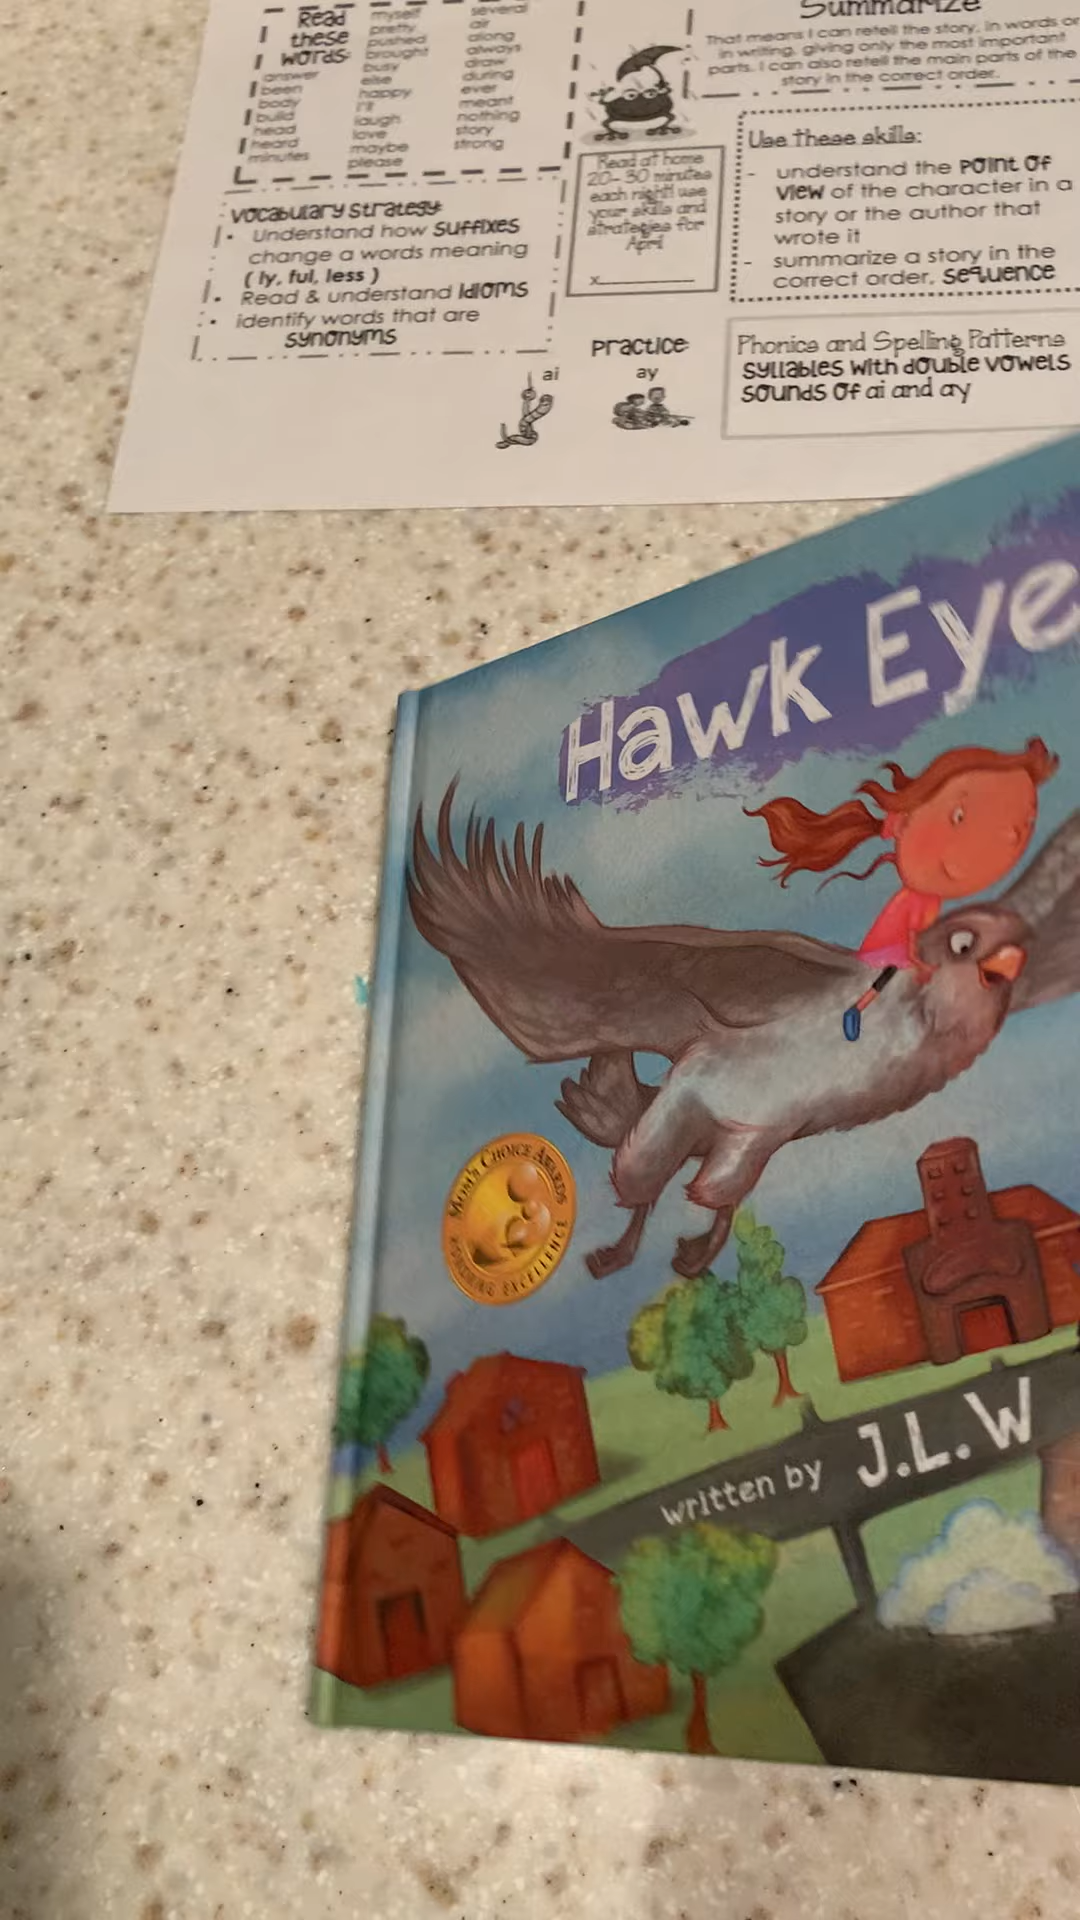 Read
these
words:
answer
been
body
build
head
heard
minutes
myself
pretty
pushed
brought
busy
else
happy
I'll
laugh
love
maybe
please
several
air
along
always
draw
during
ever
meant
nothing
story
strong
Vocabulary Strategy:
• Understand how suffixes
change a words meaning
( ly, ful, less )
• Read & understand idioms
• identify words that are
synonyms
Read at home
20-30 minutes
each night! use
your skills and
strategies for
April
x
Summarize
That means I can retell the story, in words or
in writing, giving only the most important
parts. I can also retell the main parts of the
story in the correct order.
Use these skills:
- understand the point of
view of the character in a
story or the author that
wrote it
- summarize a story in the
correct order, sequence
Practice:
ai
ay
Phonics and Spelling Patterns
syllables with double vowels
sounds of ai and ay
Hawk Eye
MOM'S CHOICE AWARDS
HONORING EXCELLENCE
written by J.L. W